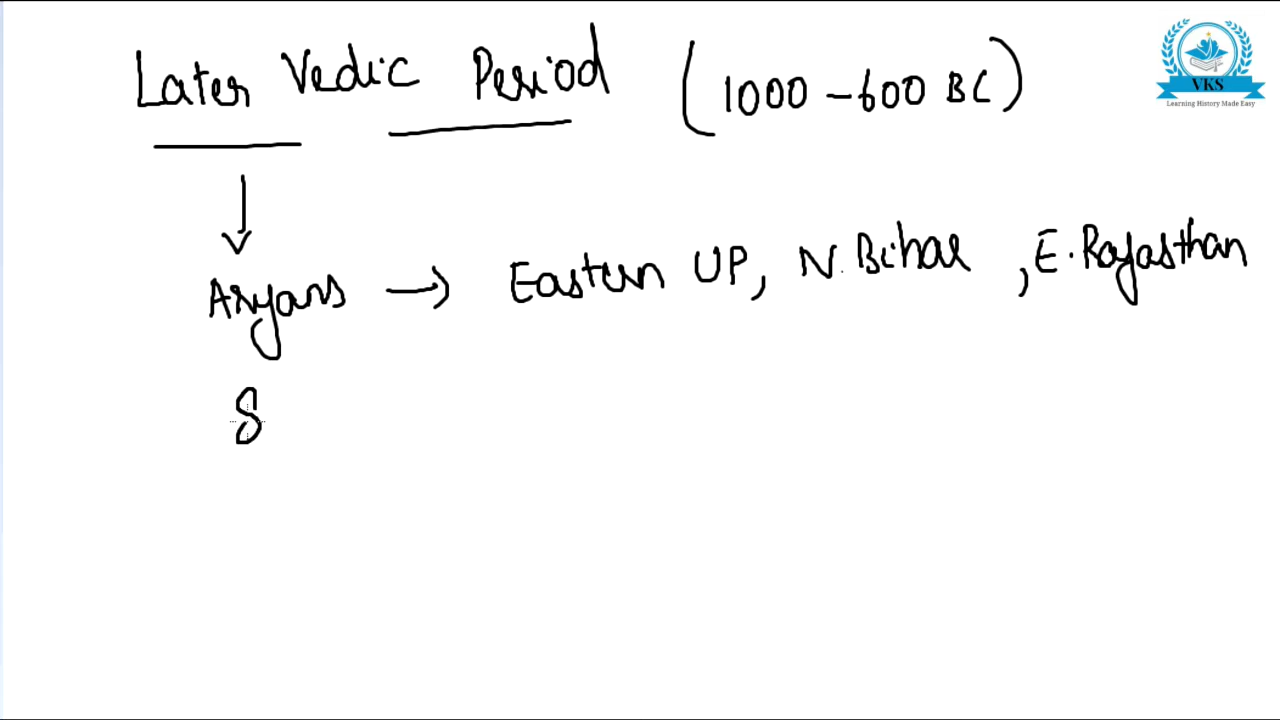 Later Vedic Period (1000 - 600 BC)
VKS
Learning History Made Easy
Aryans → Eastern UP, N. Bihar, E. Rajasthan
S